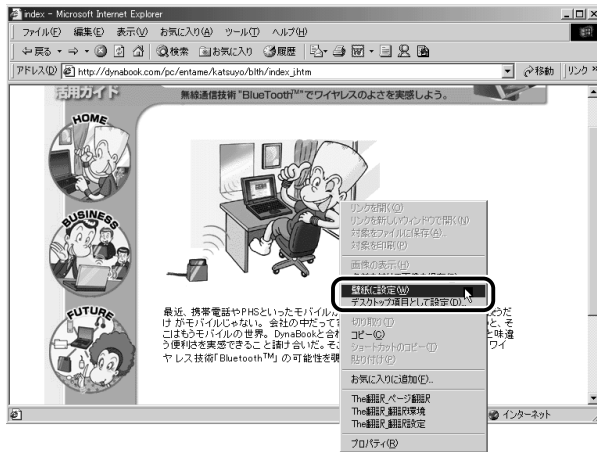 index - Microsoft Internet Explorer
ファイル(F) 編集(E) 表示(V) お気に入り(A) ツール(T) ヘルプ(H)
戻る 検索 お気に入り 履歴
アドレス(D) http://dynabook.com/pc/entame/katsuyo/blth/index_j.htm 移動 リンク »
活用ガイド
無線通信技術"BlueTooth™"でワイヤレスのよさを実感しよう。
HOME
BUSINESS
FUTURE
リンクを開く(O)
リンクを新しいウィンドウで開く(N)
対象をファイルに保存(A)...
対象を印刷(P)
画像の表示(H)
壁紙に設定(W)
デスクトップ項目として設定(D)...
切り取り(T)
コピー(C)
ショートカットのコピー(T)
貼り付け(P)
お気に入りに追加(F)...
The翻訳_ページ翻訳
The翻訳_翻訳環境
The翻訳_翻訳設定
プロパティ(R)
最近、携帯電話やPHSといったモバイルが
けがモバイルじゃない。会社の中だって
こはもうモバイルの世界。DynaBookと合
う便利さを実感できること請け合いだ。そ
ヤレス技術「Bluetooth™」の可能性を
うだ
と、そ
と味違
ワイ
インターネット